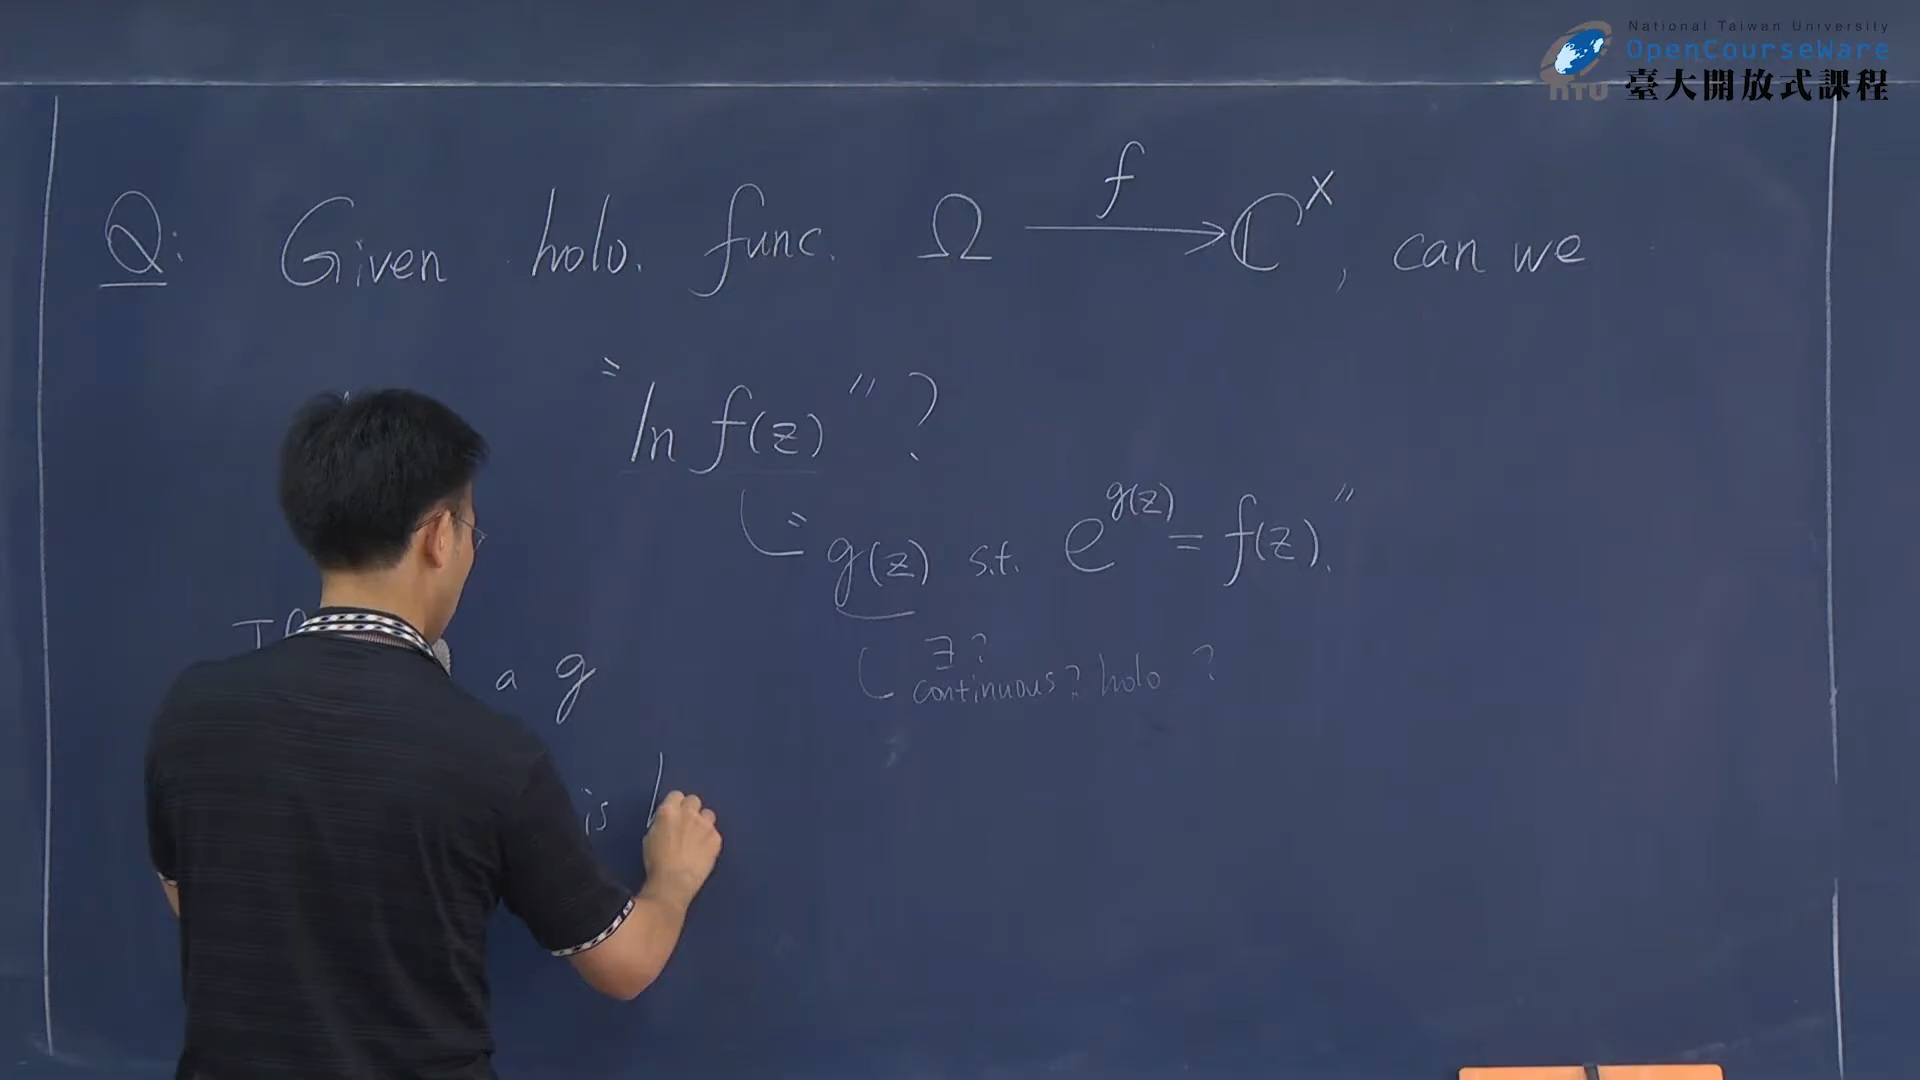 National Taiwan University
OpenCourseWare
臺大開放式課程
NTU
Q: Given holo. func. Ω ⟶ ℂ^×, can we
f
"ln f(z)" ?
"g(z) s.t. e^{g(z)} = f(z)."
∃?
continuous? holo ?
a g
is